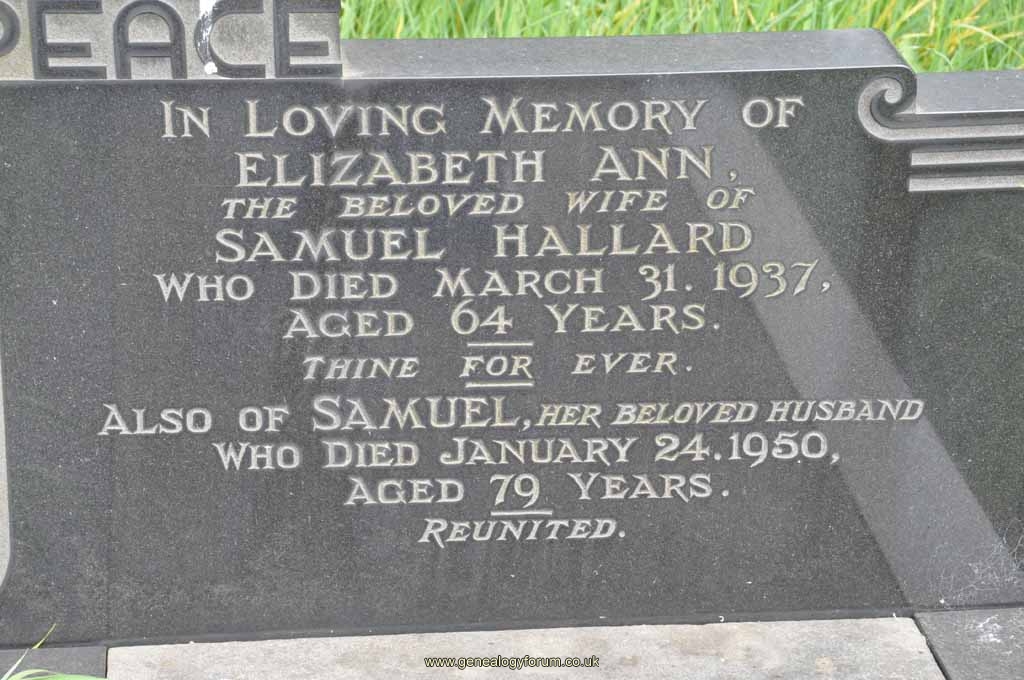 PEACE
IN LOVING MEMORY OF
ELIZABETH ANN,
THE BELOVED WIFE OF
SAMUEL HALLARD
WHO DIED MARCH 31. 1937,
AGED 64 YEARS.
THINE FOR EVER.
ALSO OF SAMUEL, HER BELOVED HUSBAND
WHO DIED JANUARY 24. 1950,
AGED 79 YEARS.
REUNITED.
www.genealogyforum.co.uk